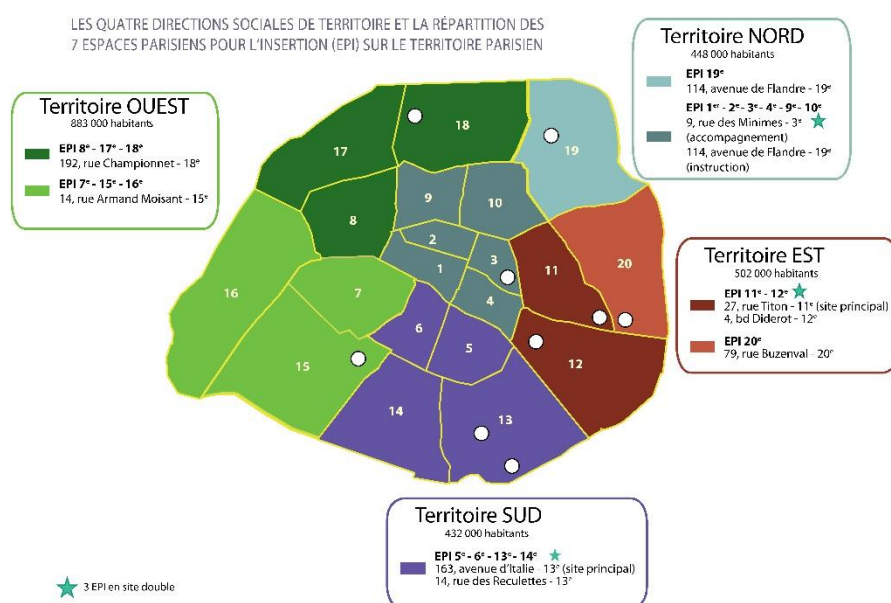 LES QUATRE DIRECTIONS SOCIALES DE TERRITOIRE ET LA RÉPARTITION DES
7 ESPACES PARISIENS POUR L'INSERTION (EPI) SUR LE TERRITOIRE PARISIEN
Territoire NORD
448 000 habitants
EPI 19e
114, avenue de Flandre - 19e
EPI 1er - 2e - 3e - 4e - 9e - 10e
9, rue des Minimes - 3e
(accompagnement)
114, avenue de Flandre - 19e
(instruction)
Territoire OUEST
883 000 habitants
EPI 8e - 17e - 18e
192, rue Championnet - 18e
EPI 7e - 15e - 16e
14, rue Armand Moisant - 15e
17
18
19
9
10
8
2
1
3
4
11
20
16
7
6
5
12
15
14
13
Territoire EST
502 000 habitants
EPI 11e - 12e
27, rue Titon - 11e (site principal)
4, bd Diderot - 12e
EPI 20e
79, rue Buzenval - 20e
Territoire SUD
432 000 habitants
EPI 5e - 6e - 13e - 14e
163, avenue d'Italie - 13e (site principal)
14, rue des Reculettes - 13e
3 EPI en site double